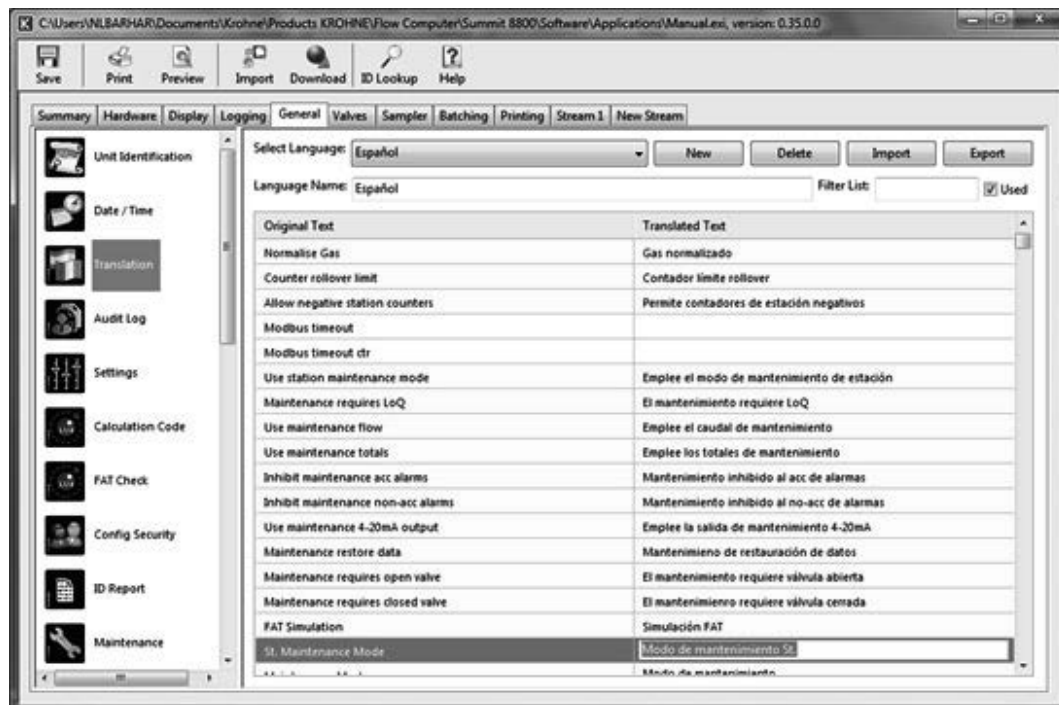 C:\Users\NLBARHAR\Documents\Krohne\Products KROHNE\Flow Computer\Summit 8800\Software\Applications\Manual.exi, version: 0.35.0.0
Save Print Preview Import Download ID Lookup Help
Summary Hardware Display Logging General Valves Sampler Batching Printing Stream 1 New Stream
Unit Identification
Date / Time
Translation
Audit Log
Settings
Calculation Code
FAT Check
Config Security
ID Report
Maintenance
Select Language: Español New Delete Import Export
Language Name: Español Filter List: Used
Original Text Translated Text
Normalise Gas Gas normalizado
Counter rollover limit Contador límite rollover
Allow negative station counters Permite contadores de estación negativos
Modbus timeout
Modbus timeout ctr
Use station maintenance mode Emplee el modo de mantenimiento de estación
Maintenance requires LoQ El mantenimiento requiere LoQ
Use maintenance flow Emplee el caudal de mantenimiento
Use maintenance totals Emplee los totales de mantenimiento
Inhibit maintenance acc alarms Mantenimiento inhibido al acc de alarmas
Inhibit maintenance non-acc alarms Mantenimiento inhibido al no-acc de alarmas
Use maintenance 4-20mA output Emplee la salida de mantenimiento 4-20mA
Maintenance restore data Mantenimieno de restauración de datos
Maintenance requires open valve El mantenimiento requiere válvula abierta
Maintenance requires closed valve El mantenimienro requiere válvula cerrada
FAT Simulation Simulación FAT
St. Maintenance Mode Modo de mantenimiento St.
Modo de mantenimiento